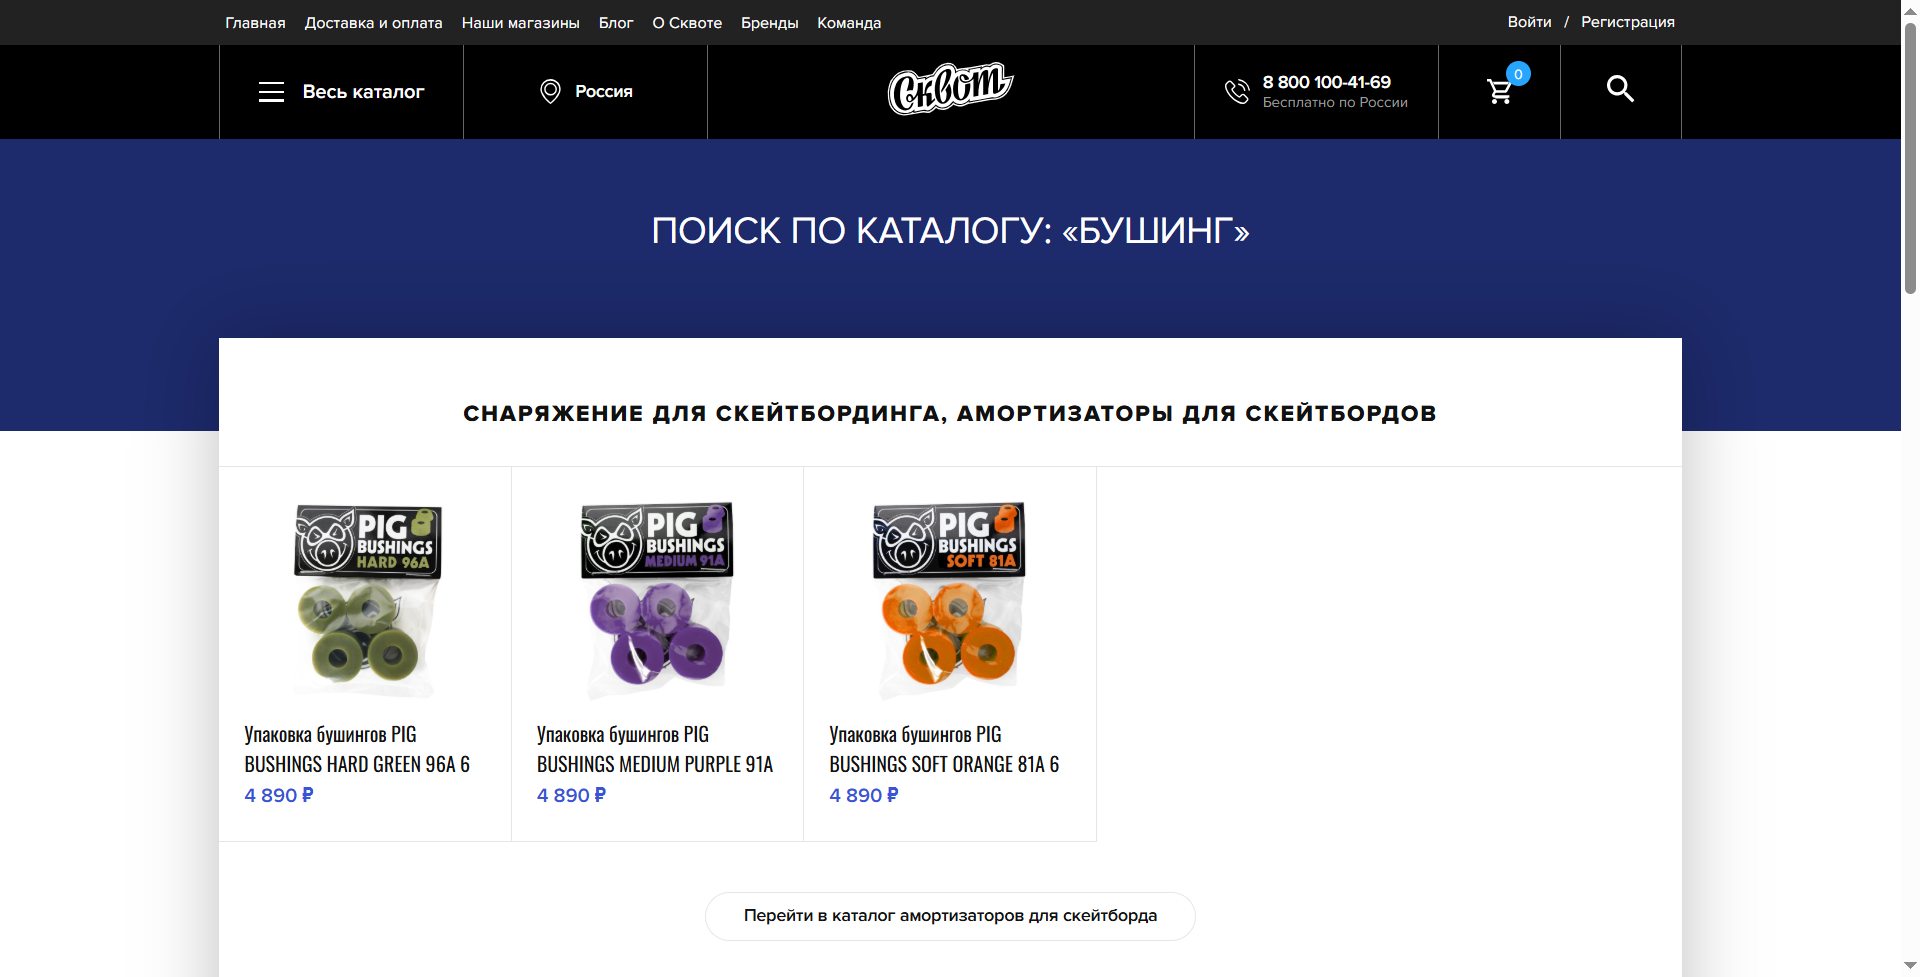 Главная Доставка и оплата Наши магазины Блог О Сквоте Бренды Команда Войти / Регистрация
Весь каталог Россия Сквот 8 800 100-41-69 0
Бесплатно по России
ПОИСК ПО КАТАЛОГУ: «БУШИНГ»
СНАРЯЖЕНИЕ ДЛЯ СКЕЙТБОРДИНГА, АМОРТИЗАТОРЫ ДЛЯ СКЕЙТБОРДОВ
PIG
BUSHINGS
HARD 96A
PIG
BUSHINGS
MEDIUM 91A
PIG
BUSHINGS
SOFT 81A
Упаковка бушингов PIG
BUSHINGS HARD GREEN 96A 6
4 890 ₽
Упаковка бушингов PIG
BUSHINGS MEDIUM PURPLE 91A
4 890 ₽
Упаковка бушингов PIG
BUSHINGS SOFT ORANGE 81A 6
4 890 ₽
Перейти в каталог амортизаторов для скейтборда